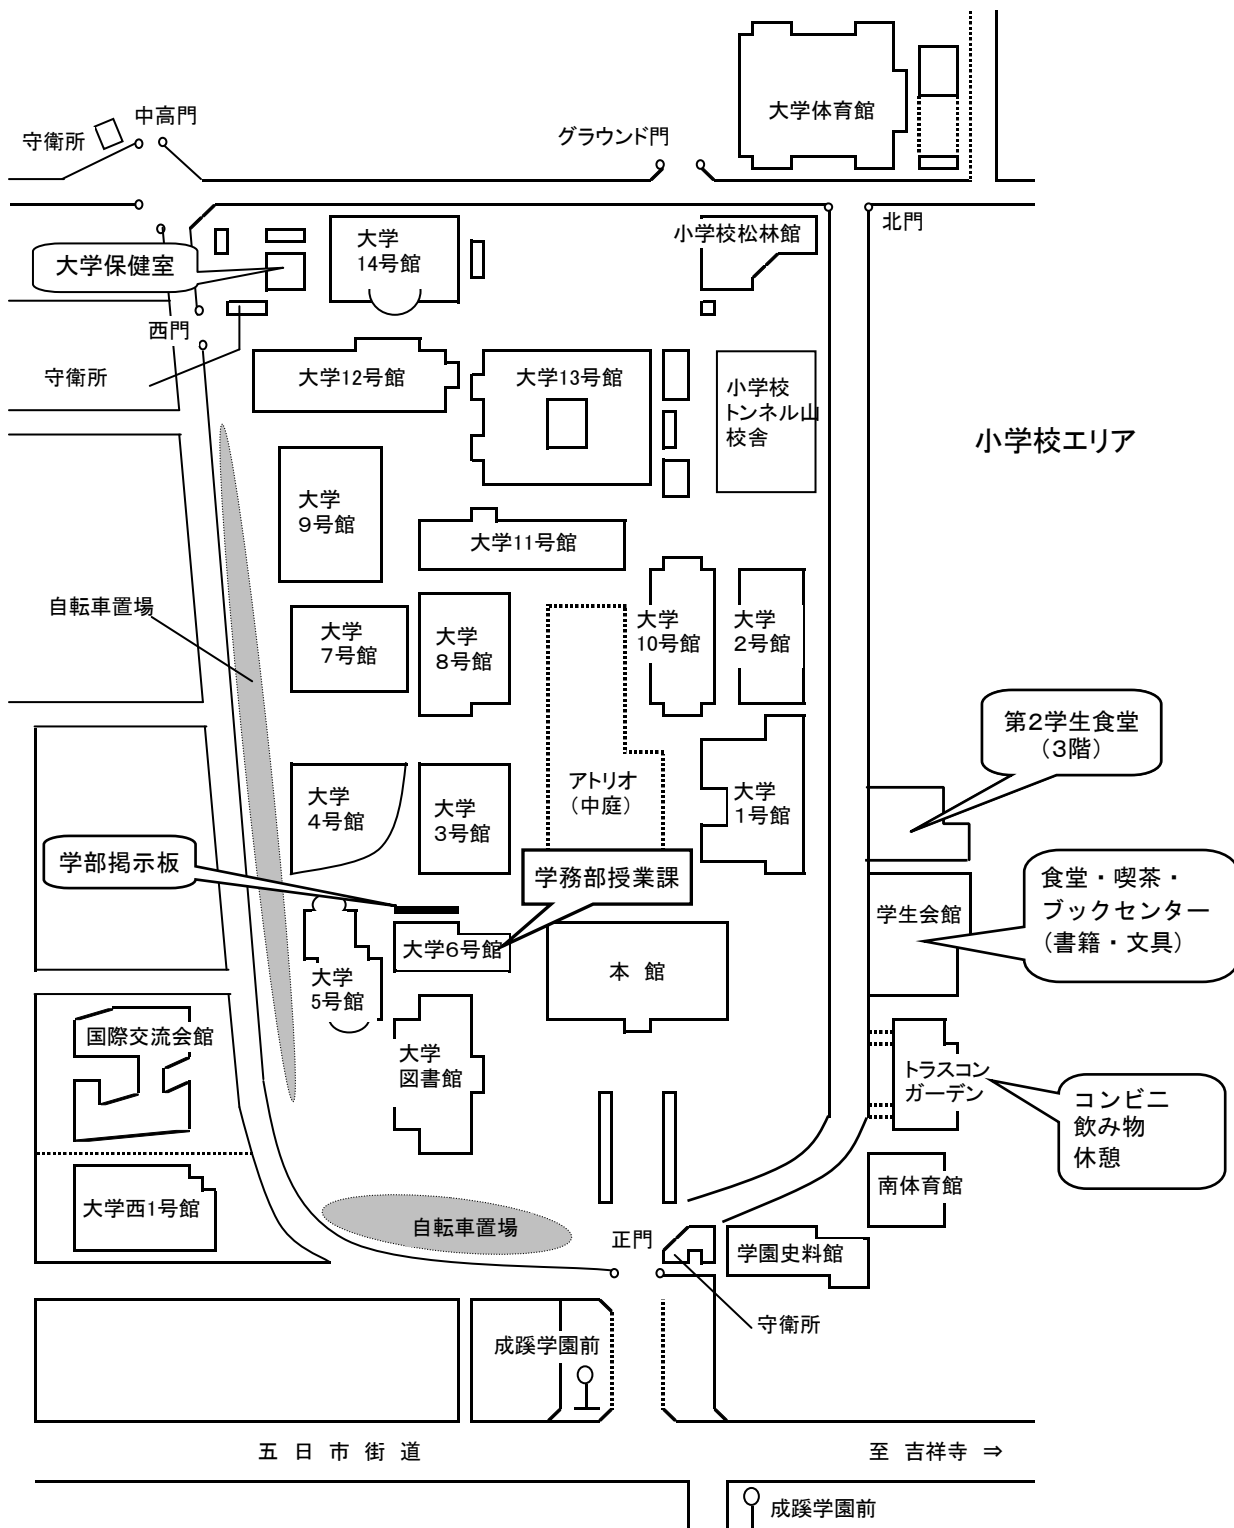 大学体育館
中高門
守衛所
グラウンド門
北門
小学校松林館
大学
14号館
大学保健室
西門
守衛所
大学12号館
大学13号館
小学校
トンネル山
校舎
小学校エリア
大学
９号館
大学11号館
自転車置場
大学
７号館
大学
８号館
大学
10号館
大学
２号館
第２学生食堂
（３階）
アトリオ
（中庭）
大学
４号館
大学
３号館
大学
１号館
学部掲示板
学務部授業課
食堂・喫茶・
ブックセンター
（書籍・文具）
学生会館
大学６号館
本 館
大学
5号館
国際交流会館
大学
図書館
トラスコン
ガーデン
コンビニ
飲み物
休憩
南体育館
大学西１号館
自転車置場
正門
学園史料館
守衛所
成蹊学園前
五 日 市 街 道
至 吉祥寺 ⇒
成蹊学園前